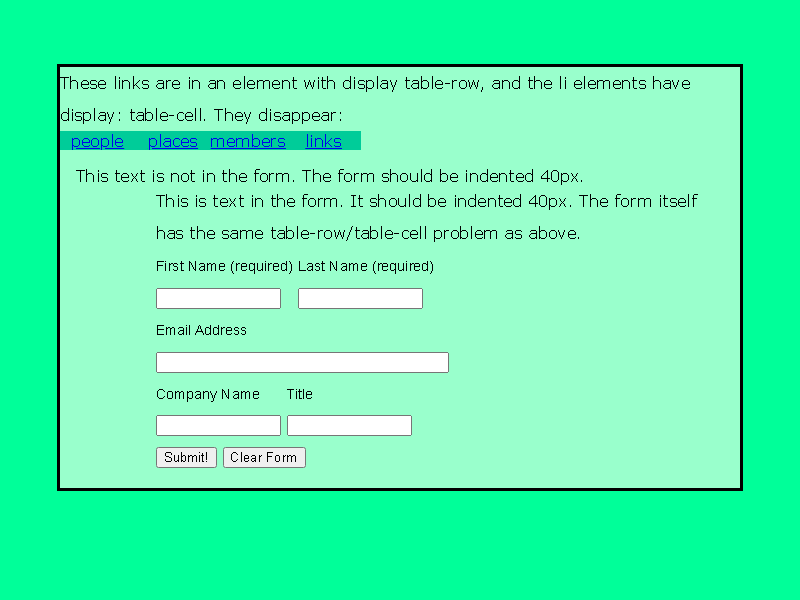 These links are in an element with display table-row, and the li elements have
display: table-cell. They disappear:
people places members links
This text is not in the form. The form should be indented 40px.
This is text in the form. It should be indented 40px. The form itself
has the same table-row/table-cell problem as above.
First Name (required) Last Name (required)
Email Address
Company Name Title
Submit! Clear Form